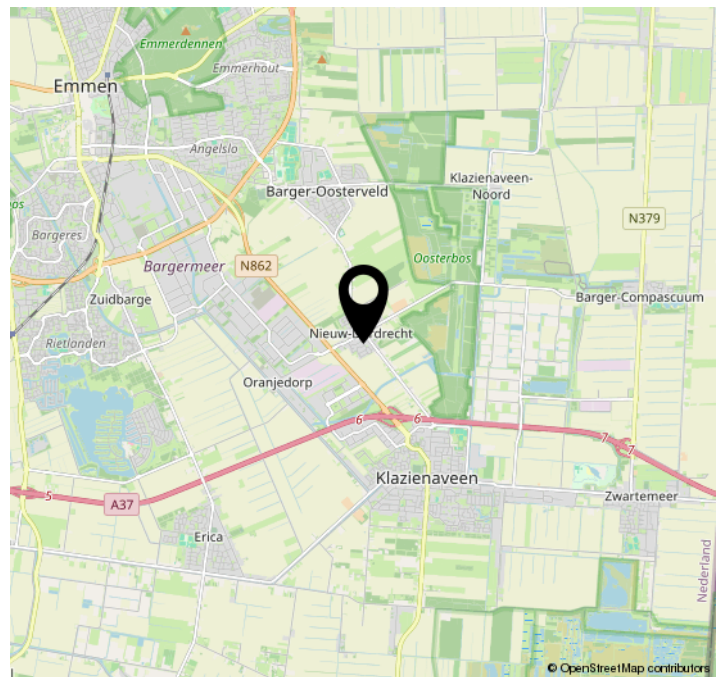 Emmerdennen
Emmen
Emmerhout
Angelslo
Klazienaveen-
Noord
Barger-Oosterveld
os
N379
Bargeres
Oosterbos
Bargermeer
N862
Zuidbarge
Barger-Compascuum
Rietlanden
Oranjedorp
6
6
7
7
Klazienaveen
5
A37
Zwartemeer
Erica
Nederland
© OpenStreetMap contributors